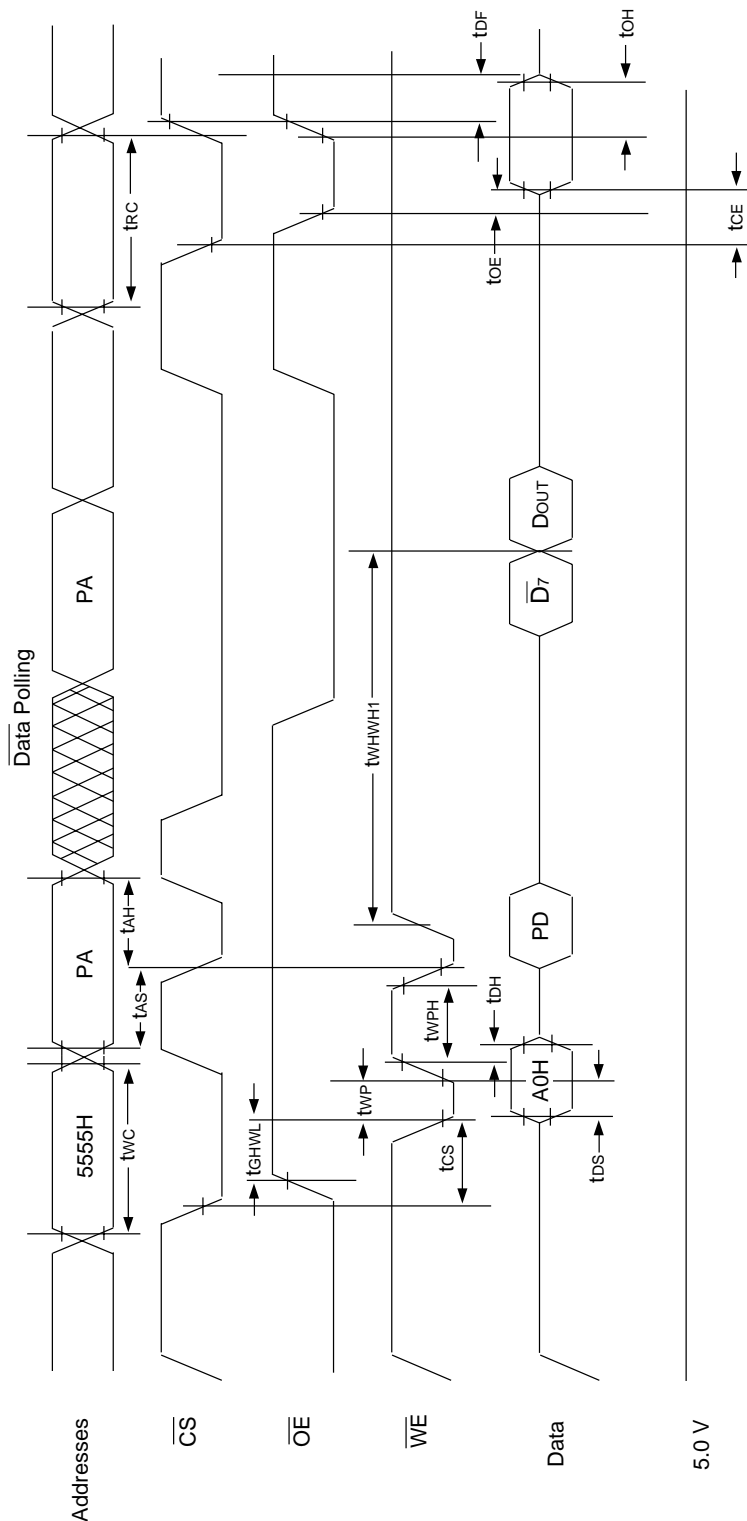 Data Polling
Addresses
5555H
PA
PA
tWC
tAS
tAH
tRC
CS
OE
tGHWL
WE
tWP
tCS
tWPH
tWHWH1
tDH
tDF
tOE
Data
A0H
PD
D7
DOUT
tDS
tOH
tCE
5.0 V